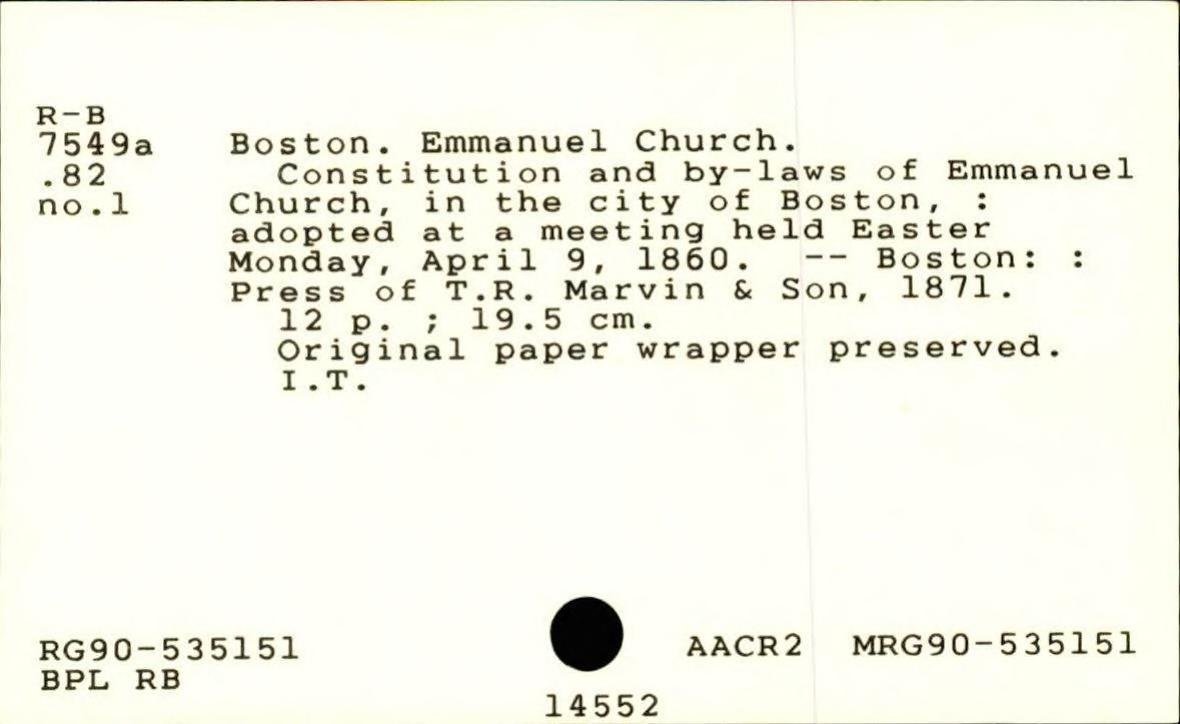 R-B
7549a Boston. Emmanuel Church.
.82 Constitution and by-laws of Emmanuel
no.1 Church, in the city of Boston, :
adopted at a meeting held Easter
Monday, April 9, 1860. -- Boston: :
Press of T.R. Marvin & Son, 1871.
12 p. ; 19.5 cm.
Original paper wrapper preserved.
I.T.
RG90-535151 AACR2 MRG90-535151
BPL RB
14552